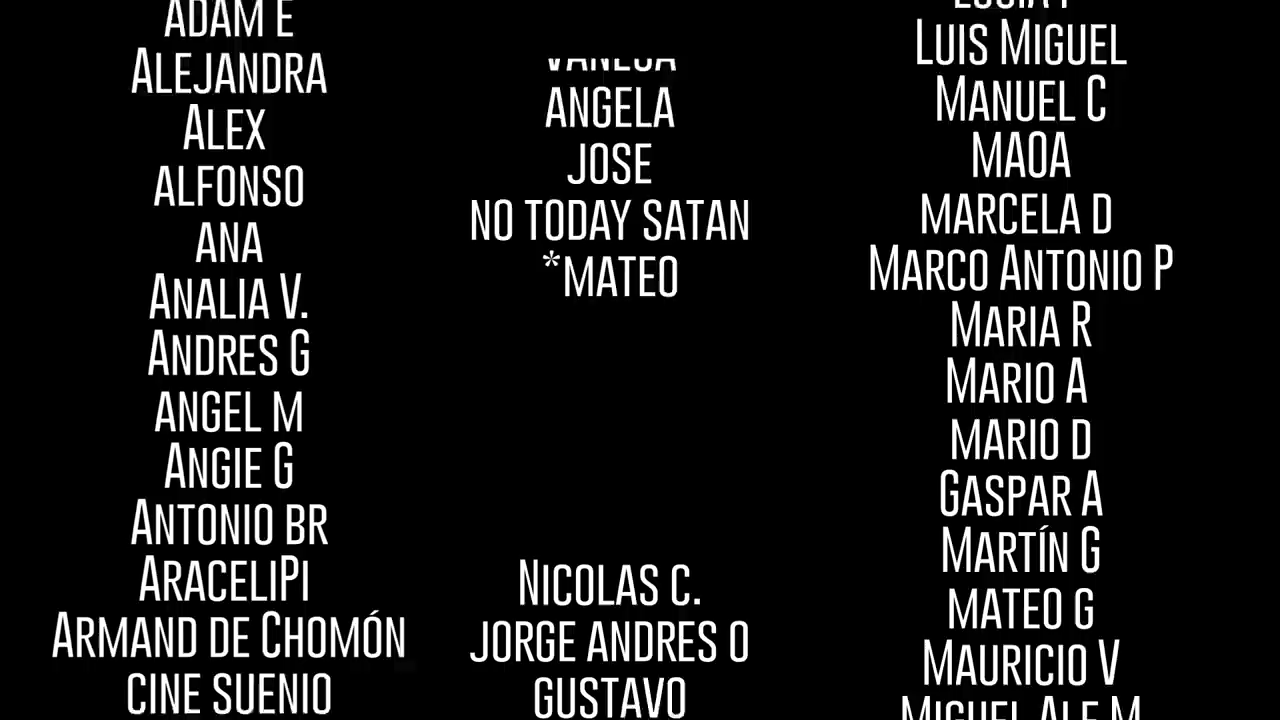 ADAM E
ALEJANDRA
ALEX
ALFONSO
ANA
ANALIA V.
ANDRES G
ANGEL M
ANGIE G
ANTONIO BR
ARACELIPI
ARMAND DE CHOMÓN
CINE SUENIO
ANGELA
JOSE
NO TODAY SATAN
*MATEO
NICOLAS C.
JORGE ANDRES O
GUSTAVO
LUIS MIGUEL
MANUEL C
MAOA
MARCELA D
MARCO ANTONIO P
MARIA R
MARIO A
MARIO D
GASPAR A
MARTÍN G
MATEO G
MAURICIO V
MIGUEL ALE M